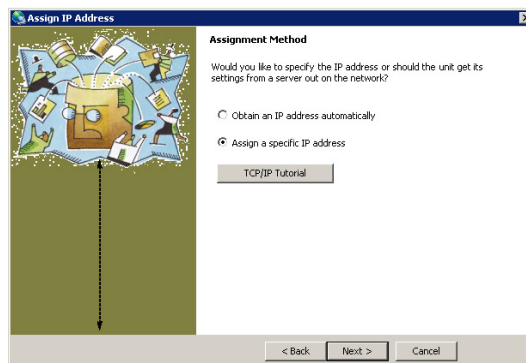 Assign IP Address
Assignment Method
Would you like to specify the IP address or should the unit get its
settings from a server out on the network?
Obtain an IP address automatically
Assign a specific IP address
TCP/IP Tutorial
< Back
Next >
Cancel